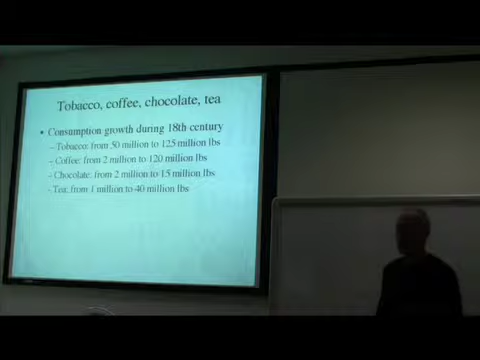 Tobacco, coffee, chocolate, tea
• Consumption growth during 18th century
– Tobacco: from 50 million to 125 million lbs
– Coffee: from 2 million to 120 million lbs
– Chocolate: from 2 million to 15 million lbs
– Tea: from 1 million to 40 million lbs